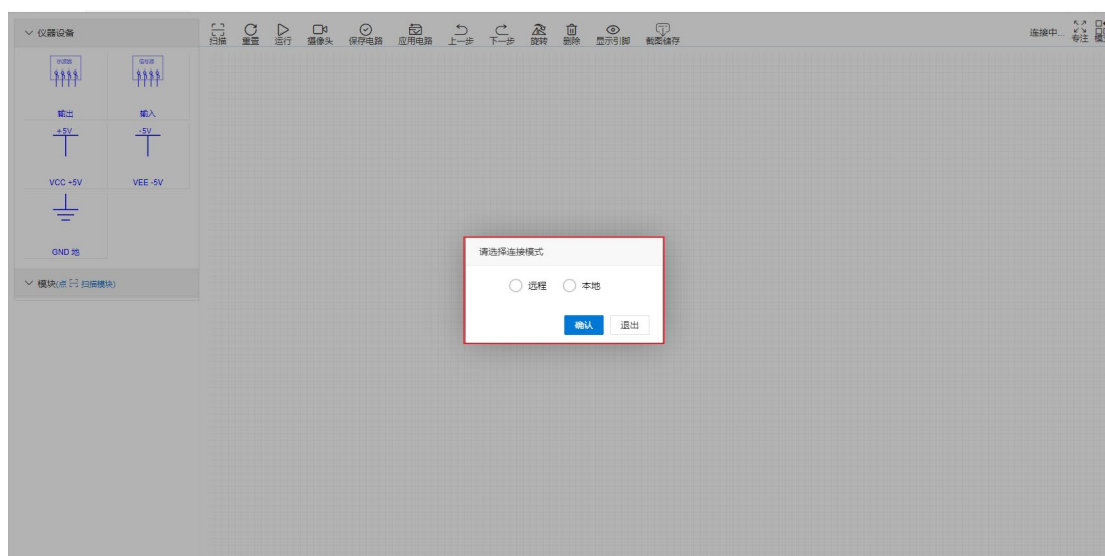 仪器设备
扫描 重置 运行 摄像头 保存电路 应用电路 上一步 下一步 旋转 删除 显示引脚 截图储存
连接中... 专注
输出 输入
+5V -5V
VCC +5V VEE -5V
GND 地
模块(点 扫描模块)
请选择连接模式
远程 本地
确认 退出